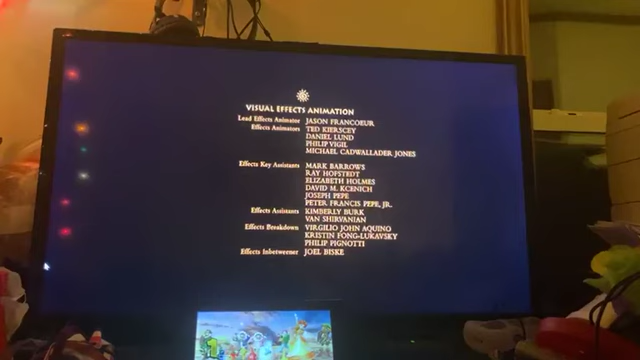 VISUAL EFFECTS ANIMATION
Lead Effects Animator JASON FRANCOEUR
Effects Animators TED KIERSCEY
DANIEL LUND
PHILIP VIGIL
MICHAEL CADWALLADER JONES
Effects Key Assistants MARK BARROWS
RAY HOFSTEDT
ELIZABETH HOLMES
DAVID M. KCENICH
JOSEPH PEPE
PETER FRANCIS PEPE, JR.
Effects Assistants KIMBERLY BURK
VAN SHIRVANIAN
Effects Breakdown VIRGILIO JOHN AQUINO
KRISTIN FONG-LUKAVSKY
PHILIP PIGNOTTI
Effects Inbetweener JOEL BISKE